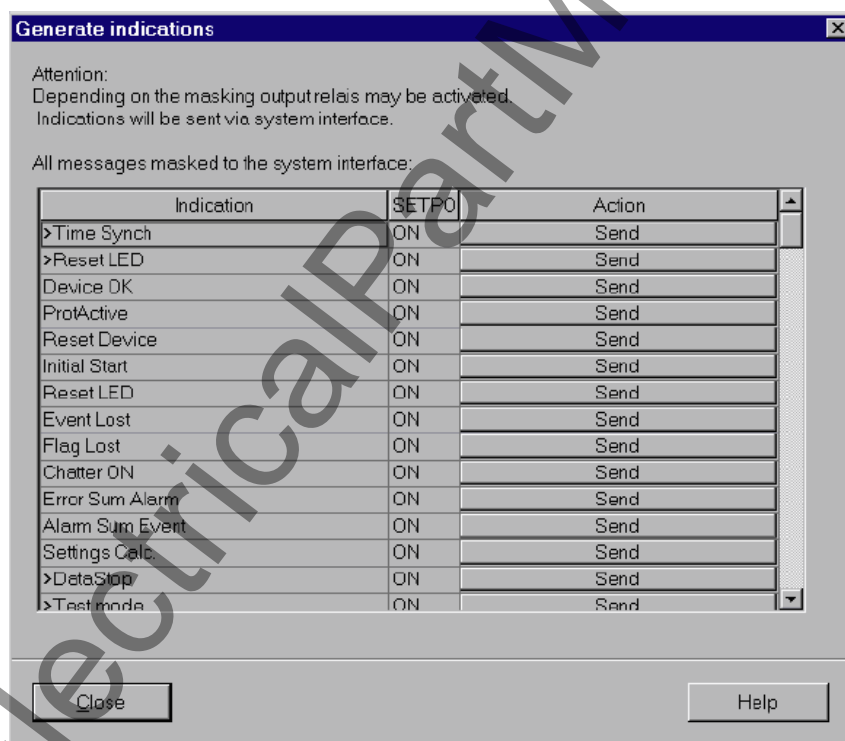 Generate indications
Attention:
Depending on the masking output relais may be activated.
Indications will be sent via system interface.
All messages masked to the system interface:
Indication SETPO Action
>Time Synch ON Send
>Reset LED ON Send
Device OK ON Send
ProtActive ON Send
Reset Device ON Send
Initial Start ON Send
Reset LED ON Send
Event Lost ON Send
Flag Lost ON Send
Chatter ON ON Send
Error Sum Alarm ON Send
Alarm Sum Event ON Send
Settings Calc. ON Send
>DataStop ON Send
>Test mode ON Send
Close Help
ElectricalPartM